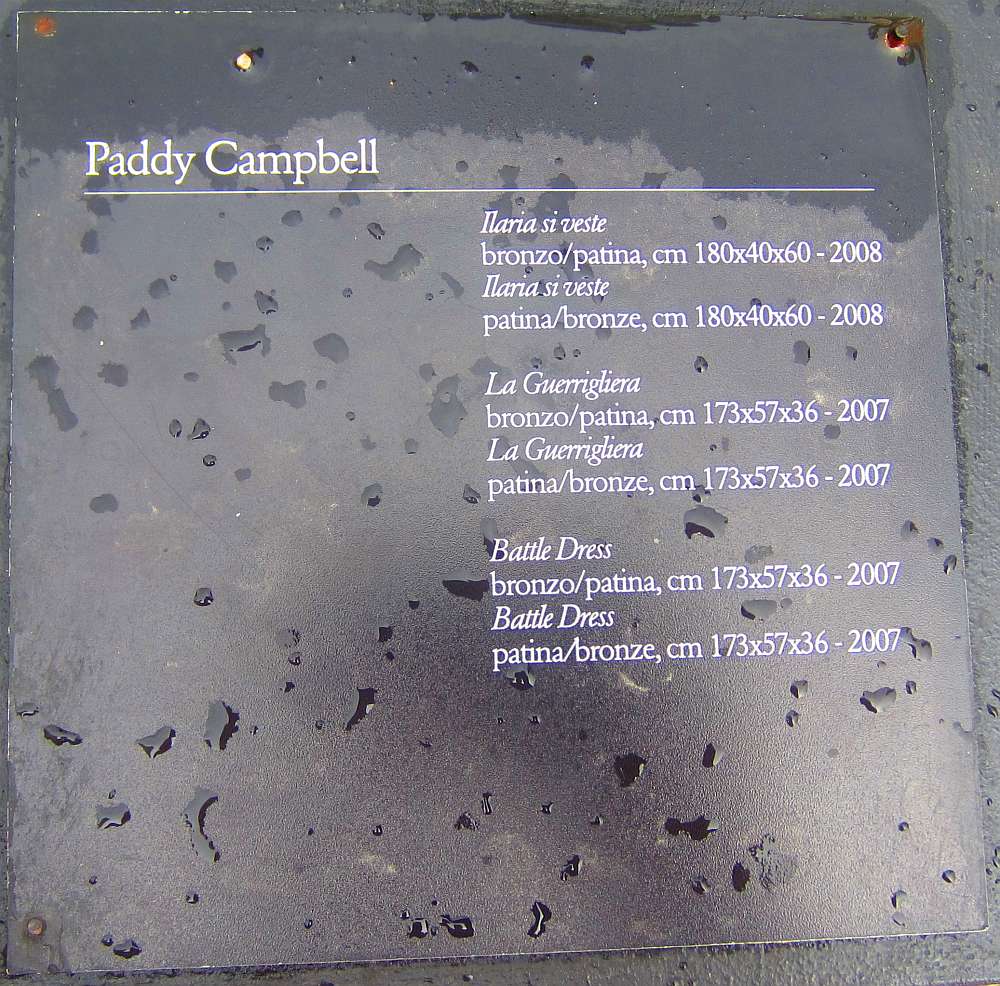 Paddy Campbell
Ilaria si veste
bronzo/patina, cm 180x40x60 - 2008
Ilaria si veste
patina/bronze, cm 180x40x60 - 2008
La Guerrigliera
bronzo/patina, cm 173x57x36 - 2007
La Guerrigliera
patina/bronze, cm 173x57x36 - 2007
Battle Dress
bronzo/patina, cm 173x57x36 - 2007
Battle Dress
patina/bronze, cm 173x57x36 - 2007